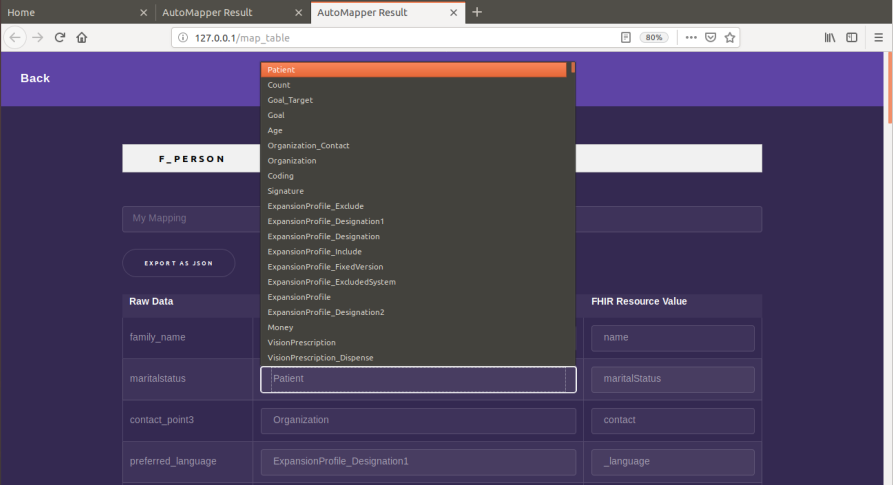 Home
AutoMapper Result
AutoMapper Result
127.0.0.1/map_table
80%
Back
Patient
Count
Goal_Target
Goal
Age
Organization_Contact
Organization
Coding
Signature
ExpansionProfile_Exclude
ExpansionProfile_Designation1
ExpansionProfile_Designation
ExpansionProfile_Include
ExpansionProfile_FixedVersion
ExpansionProfile_ExcludedSystem
ExpansionProfile
ExpansionProfile_Designation2
Money
VisionPrescription
VisionPrescription_Dispense
F_PERSON
My Mapping
EXPORT AS JSON
Raw Data FHIR Resource Value
family_name name
maritalstatus Patient maritalStatus
contact_point3 Organization contact
preferred_language ExpansionProfile_Designation1 _language